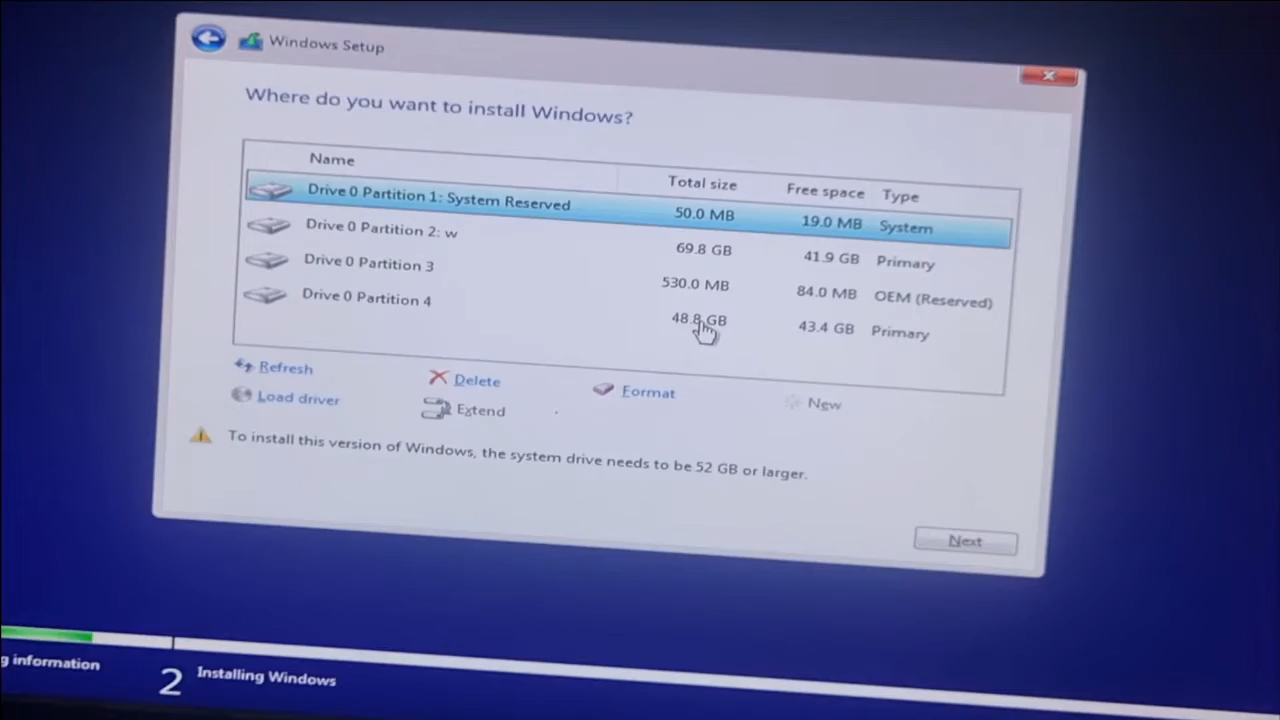 Windows Setup
Where do you want to install Windows?
Name Total size Free space Type
Drive 0 Partition 1: System Reserved 50.0 MB 19.0 MB System
Drive 0 Partition 2: w 69.8 GB 41.9 GB Primary
Drive 0 Partition 3 530.0 MB 84.0 MB OEM (Reserved)
Drive 0 Partition 4 48.8 GB 43.4 GB Primary
Refresh Delete Format New
Load driver Extend
To install this version of Windows, the system drive needs to be 52 GB or larger.
Next
g information 2 Installing Windows